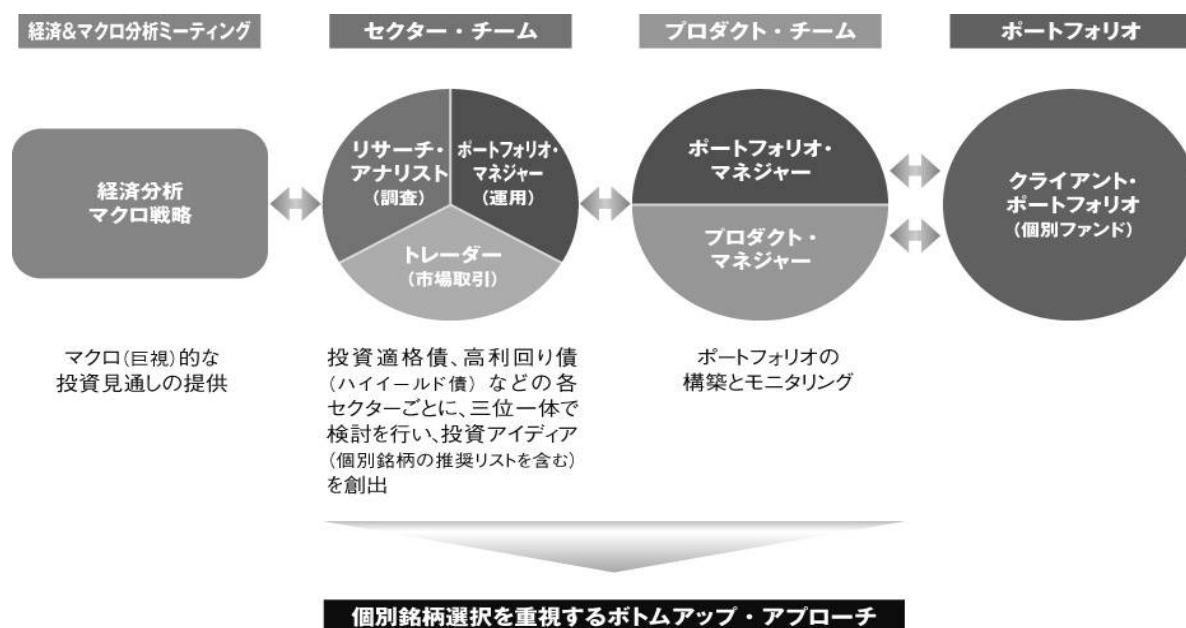 経済&マクロ分析ミーティング
セクター・チーム
プロダクト・チーム
ポートフォリオ
経済分析
マクロ戦略
リサーチ・
アナリスト
(調査)
ポートフォリオ・
マネジャー
(運用)
トレーダー
(市場取引)
ポートフォリオ・
マネジャー
プロダクト・
マネジャー
クライアント・
ポートフォリオ
(個別ファンド)
マクロ(巨視)的な
投資見通しの提供
投資適格債、高利回り債
(ハイイールド債)などの各
セクターごとに、三位一体で
検討を行い、投資アイディア
(個別銘柄の推奨リストを含む)
を創出
ポートフォリオの
構築とモニタリング
個別銘柄選択を重視するボトムアップ・アプローチ